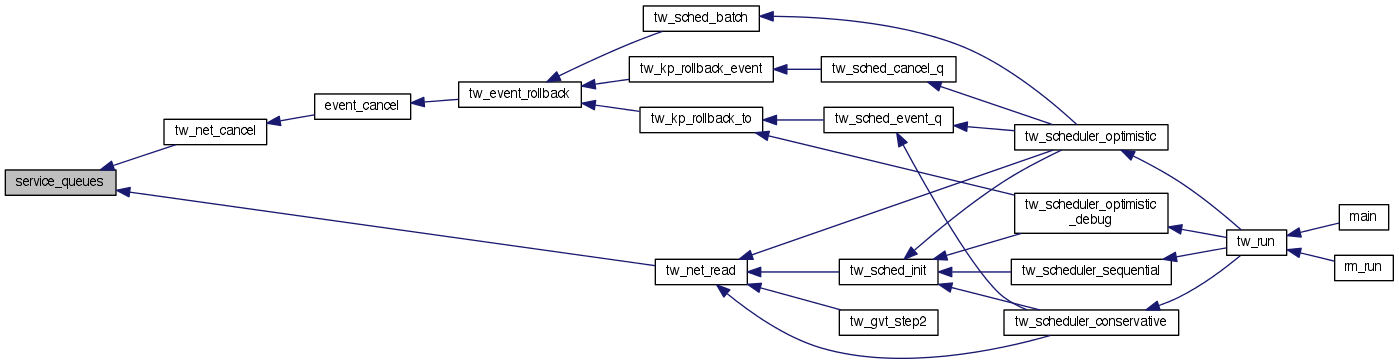 service_queues
tw_net_cancel
event_cancel
tw_event_rollback
tw_sched_batch
tw_kp_rollback_event
tw_kp_rollback_to
tw_sched_cancel_q
tw_sched_event_q
tw_scheduler_optimistic
tw_scheduler_optimistic
_debug
tw_net_read
tw_sched_init
tw_gvt_step2
tw_scheduler_sequential
tw_scheduler_conservative
tw_run
main
rm_run